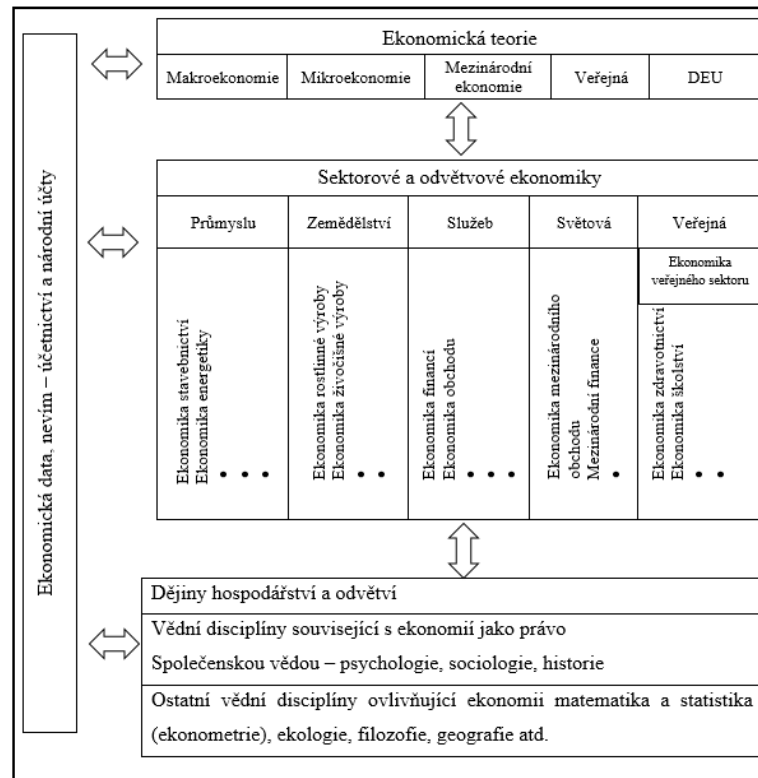 Ekonomická data, nevím – účetnictví a národní účty
Ekonomická teorie
Makroekonomie
Mikroekonomie
Mezinárodní
ekonomie
Veřejná
DEU
Sektorové a odvětvové ekonomiky
Průmyslu
Zemědělství
Služeb
Světová
Veřejná
Ekonomika stavebnictví
Ekonomika energetiky
• • •
Ekonomika rostlinné výroby
Ekonomika živočišné výroby
• •
Ekonomika financí
Ekonomika obchodu
• • •
Ekonomika mezinárodního
obchodu
Mezinárodní finance
•
Ekonomika
veřejného sektoru
Ekonomika zdravotnictví
Ekonomika školství
• •
Dějiny hospodářství a odvětví
Vědní disciplíny související s ekonomií jako právo
Společenskou vědou – psychologie, sociologie, historie
Ostatní vědní disciplíny ovlivňující ekonomii matematika a statistika
(ekonometrie), ekologie, filozofie, geografie atd.